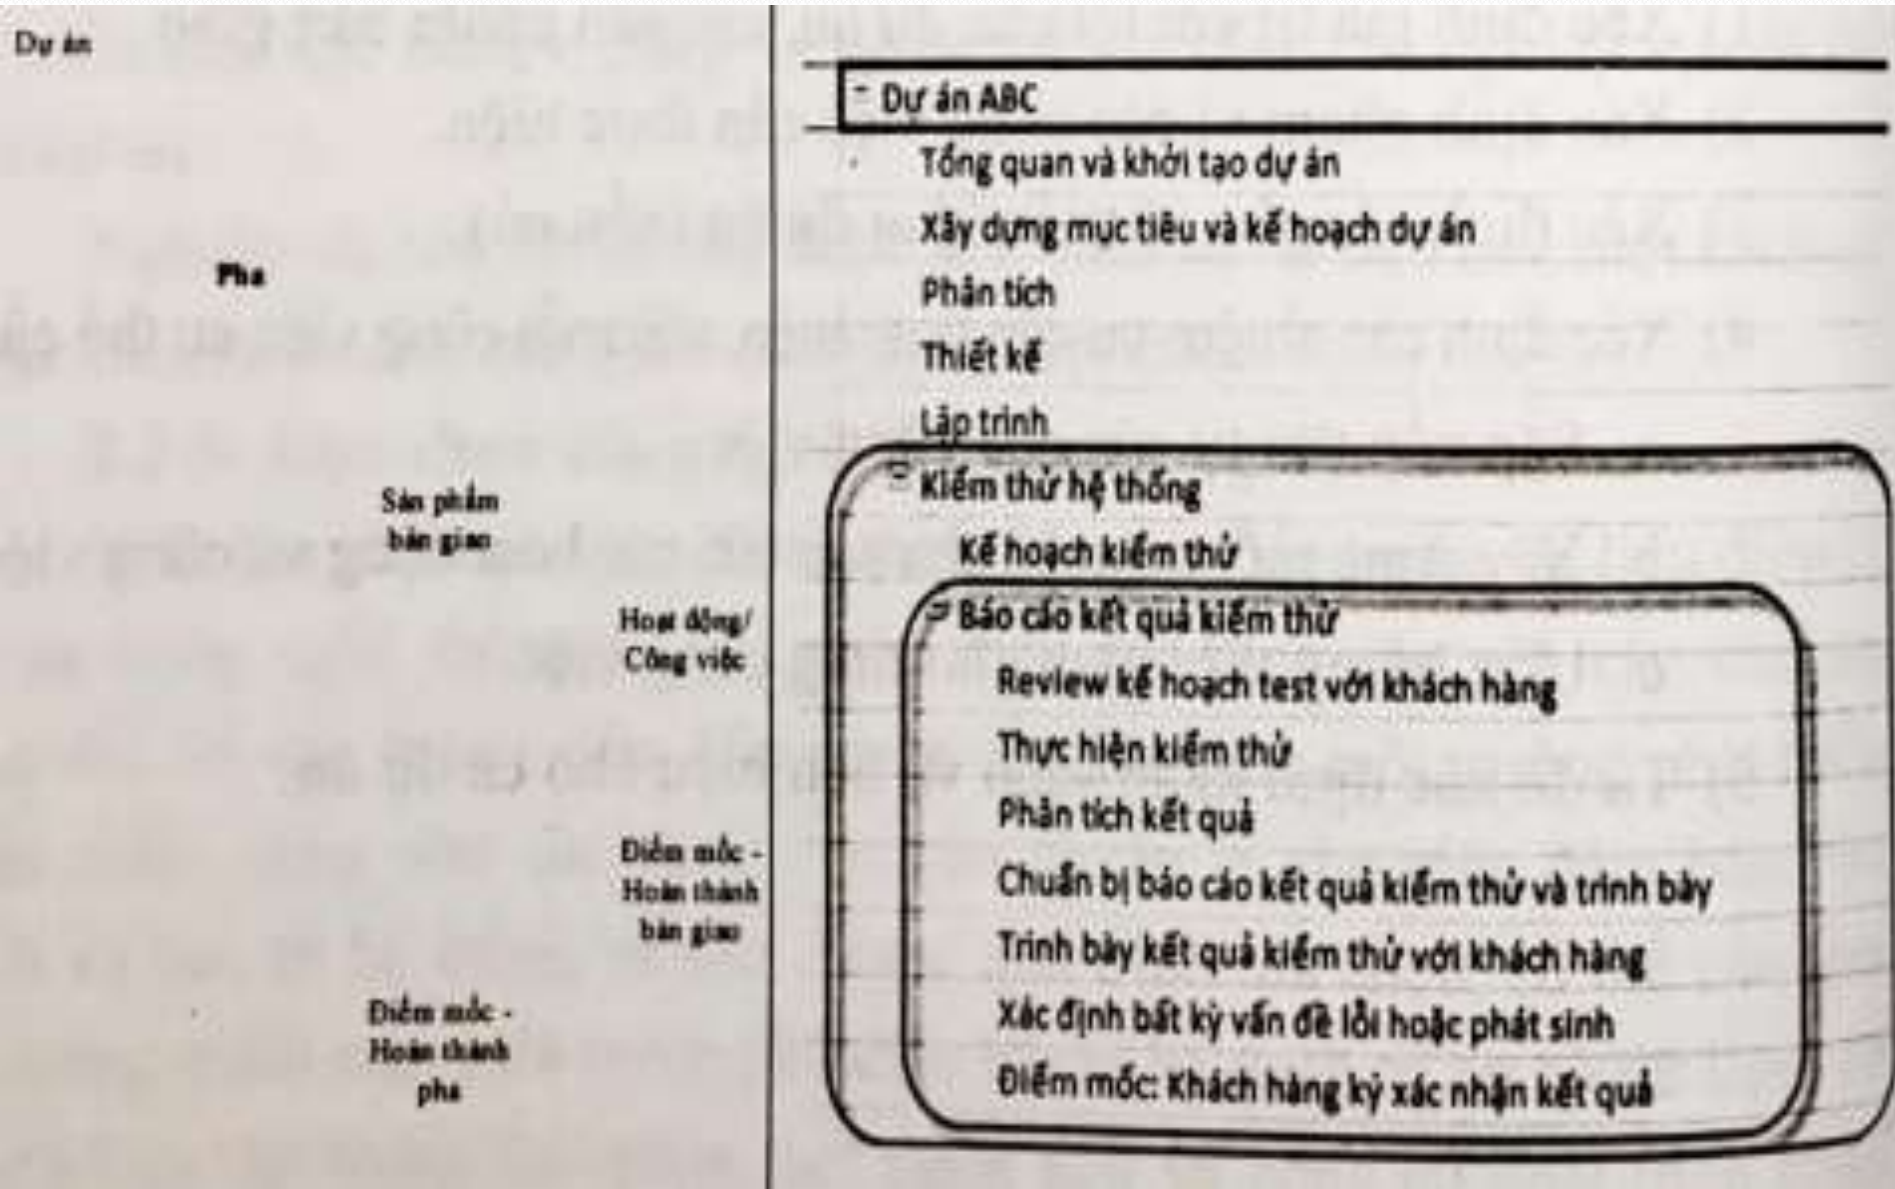 Dự án
Pha
Sản phẩm
bàn giao
Hoạt động/
Công việc
Điểm mốc -
Hoàn thành
bàn giao
Điểm mốc -
Hoàn thành
pha
- Dự án ABC
Tổng quan và khởi tạo dự án
Xây dựng mục tiêu và kế hoạch dự án
Phân tích
Thiết kế
Lập trình
Kiểm thử hệ thống
Kế hoạch kiểm thử
Báo cáo kết quả kiểm thử
Review kế hoạch test với khách hàng
Thực hiện kiểm thử
Phân tích kết quả
Chuẩn bị báo cáo kết quả kiểm thử và trình bày
Trình bày kết quả kiểm thử với khách hàng
Xác định bất kỳ vấn đề lỗi hoặc phát sinh
Điểm mốc: Khách hàng ký xác nhận kết quả